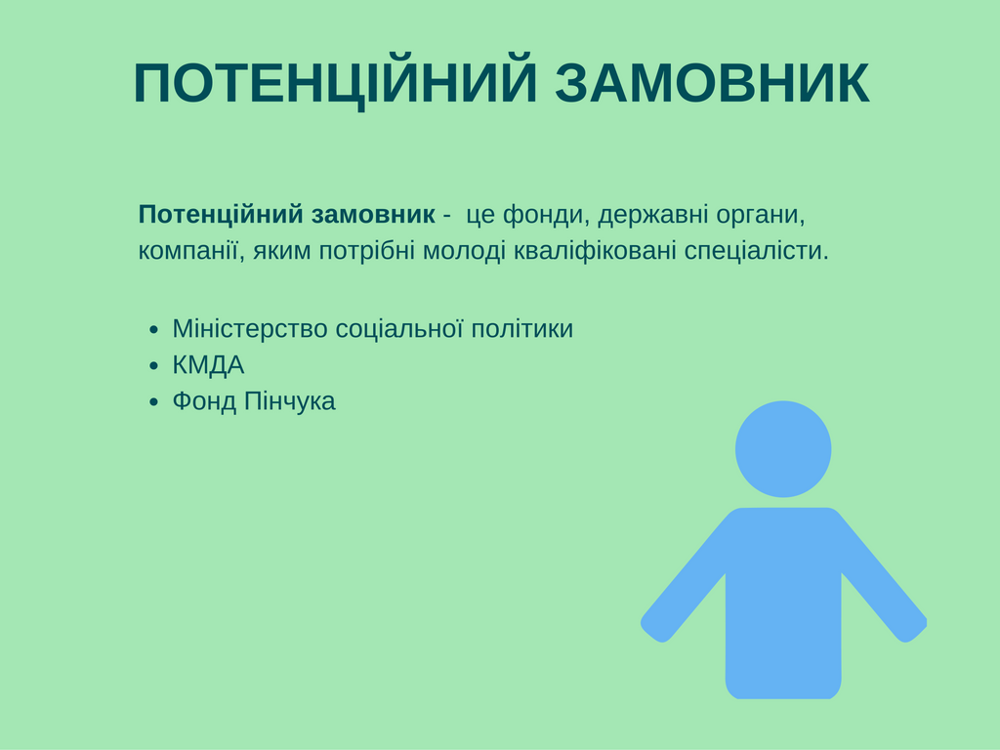 ПОТЕНЦІЙНИЙ ЗАМОВНИК
Потенційний замовник -  це фонди, державні органи,
компанії, яким потрібні молоді кваліфіковані спеціалісти.
• Міністерство соціальної політики
• КМДА
• Фонд Пінчука